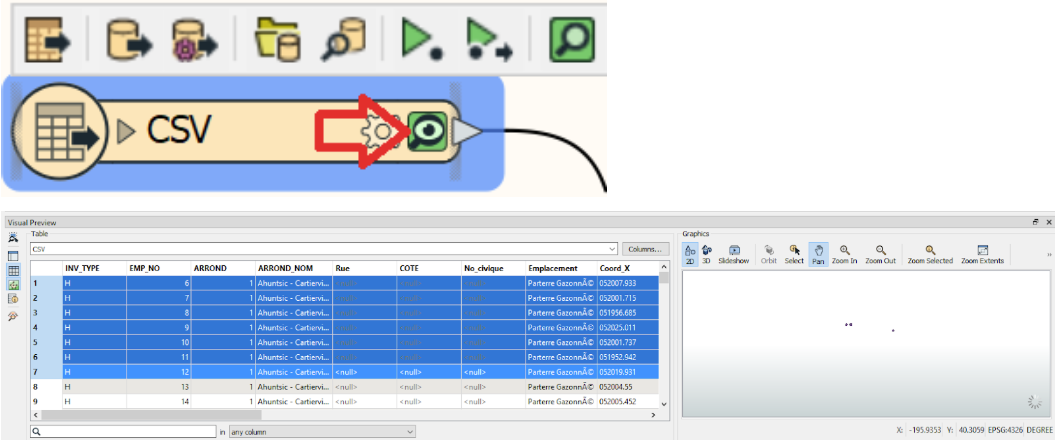 CSV
Visual Preview
Table
CSV
Columns...
INV_TYPE EMP_NO ARROND ARROND_NOM Rue COTE No_civique Emplacement Coord_X
1 H 6 1 Ahuntsic - Cartiervi... <null> <null> <null> Parterre GazonnÃ© 052007.933
2 H 7 1 Ahuntsic - Cartiervi... <null> <null> <null> Parterre GazonnÃ© 052001.715
3 H 8 1 Ahuntsic - Cartiervi... <null> <null> <null> Parterre GazonnÃ© 051956.685
4 H 9 1 Ahuntsic - Cartiervi... <null> <null> <null> Parterre GazonnÃ© 052025.011
5 H 10 1 Ahuntsic - Cartiervi... <null> <null> <null> Parterre GazonnÃ© 052001.737
6 H 11 1 Ahuntsic - Cartiervi... <null> <null> <null> Parterre GazonnÃ© 051952.942
7 H 12 1 Ahuntsic - Cartiervi... <null> <null> <null> Parterre GazonnÃ© 052019.931
8 H 13 1 Ahuntsic - Cartiervi... <null> <null> <null> Parterre GazonnÃ© 052004.55
9 H 14 1 Ahuntsic - Cartiervi... <null> <null> <null> Parterre GazonnÃ© 052005.452
in any column
Graphics
2D 3D Slideshow Orbit Select Pan Zoom In Zoom Out Zoom Selected Zoom Extents
X: -195.9353 Y: 40.3059 EPSG:4326 DEGREE